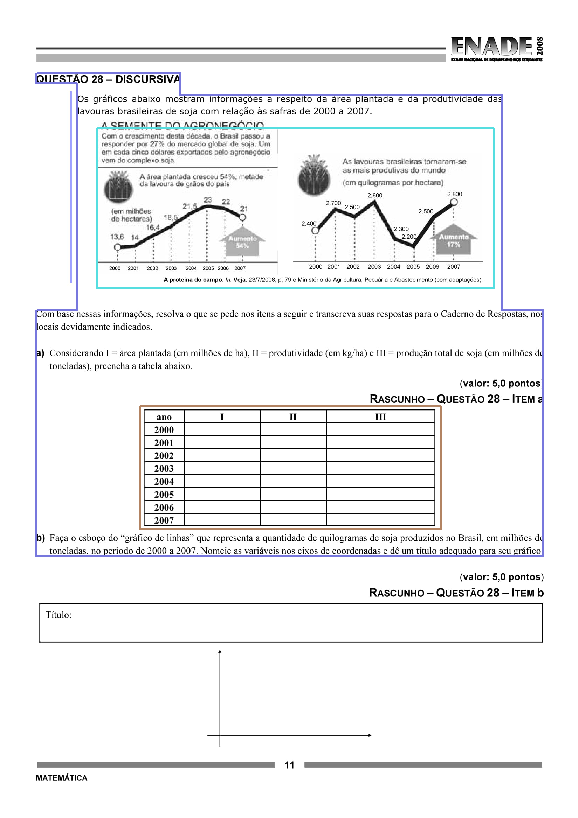 ENADE 2008
EXAME NACIONAL DE DESEMPENHO DOS ESTUDANTES
QUESTÃO 28 – DISCURSIVA
Os gráficos abaixo mostram informações a respeito da área plantada e da produtividade das
lavouras brasileiras de soja com relação às safras de 2000 a 2007.
A SEMENTE DO AGRONEGÓCIO
Com o crescimento desta década, o Brasil passou a
responder por 27% do mercado global de soja. Um
em cada cinco dólares exportados pelo agronegócio
vem do complexo soja.
A área plantada cresceu 54%, metade
da lavoura de grãos do país
(em milhões
de hectares)
13,6 14 16,4 18,5 21,5 23 22 21
Aumento
54%
2000 2001 2002 2003 2004 2005 2006 2007
As lavouras brasileiras tornaram-se
as mais produtivas do mundo
(em quilogramas por hectare)
2.400 2.700 2.500 2.800 2.300 2.200 2.500 2.800
Aumento
17%
2000 2001 2002 2003 2004 2005 2006 2007
A proteína do campo. In: Veja, 23/7/2008, p. 79 e Ministério da Agricultura, Pecuária e Abastecimento (com adaptações)
Com base nessas informações, resolva o que se pede nos itens a seguir e transcreva suas respostas para o Caderno de Respostas, nos
locais devidamente indicados.
a) Considerando I = área plantada (em milhões de ha), II = produtividade (em kg/ha) e III = produção total de soja (em milhões de
toneladas), preencha a tabela abaixo.
(valor: 5,0 pontos)
RASCUNHO – QUESTÃO 28 – ITEM a
ano I II III
2000
2001
2002
2003
2004
2005
2006
2007
b) Faça o esboço do “gráfico de linhas” que representa a quantidade de quilogramas de soja produzidos no Brasil, em milhões de
toneladas, no período de 2000 a 2007. Nomeie as variáveis nos eixos de coordenadas e dê um título adequado para seu gráfico.
(valor: 5,0 pontos)
RASCUNHO – QUESTÃO 28 – ITEM b
Título:
11
MATEMÁTICA